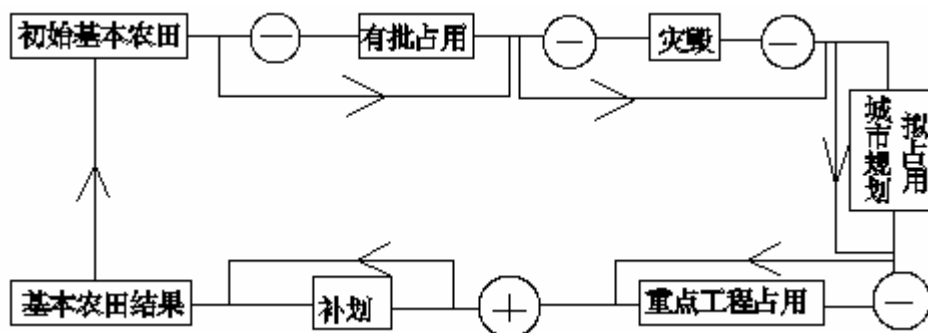 初始基本农田
有批占用
灾毁
城市规划
拟占用
基本农田结果
补划
重点工程占用